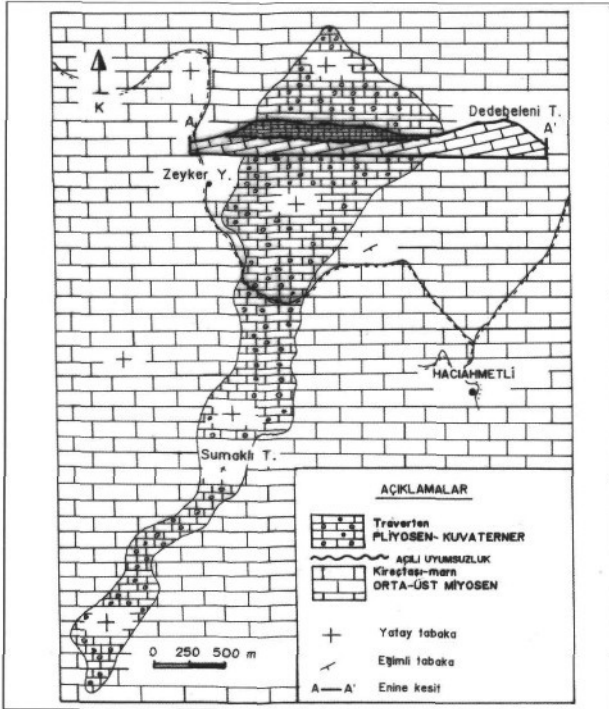 K
Dedebeleni T.
A
A'
Zeyker Y.
HACIAHMETLİ
Sumaklı T.
AÇIKLAMALAR
Traverten
PLİYOSEN-KUVATERNER
AÇILI UYUMSUZLUK
Kireçtaşı-marn
ORTA-ÜST MİYOSEN
Yatay tabaka
Eğimli tabaka
A—A' Enine kesit
0 250 500 m